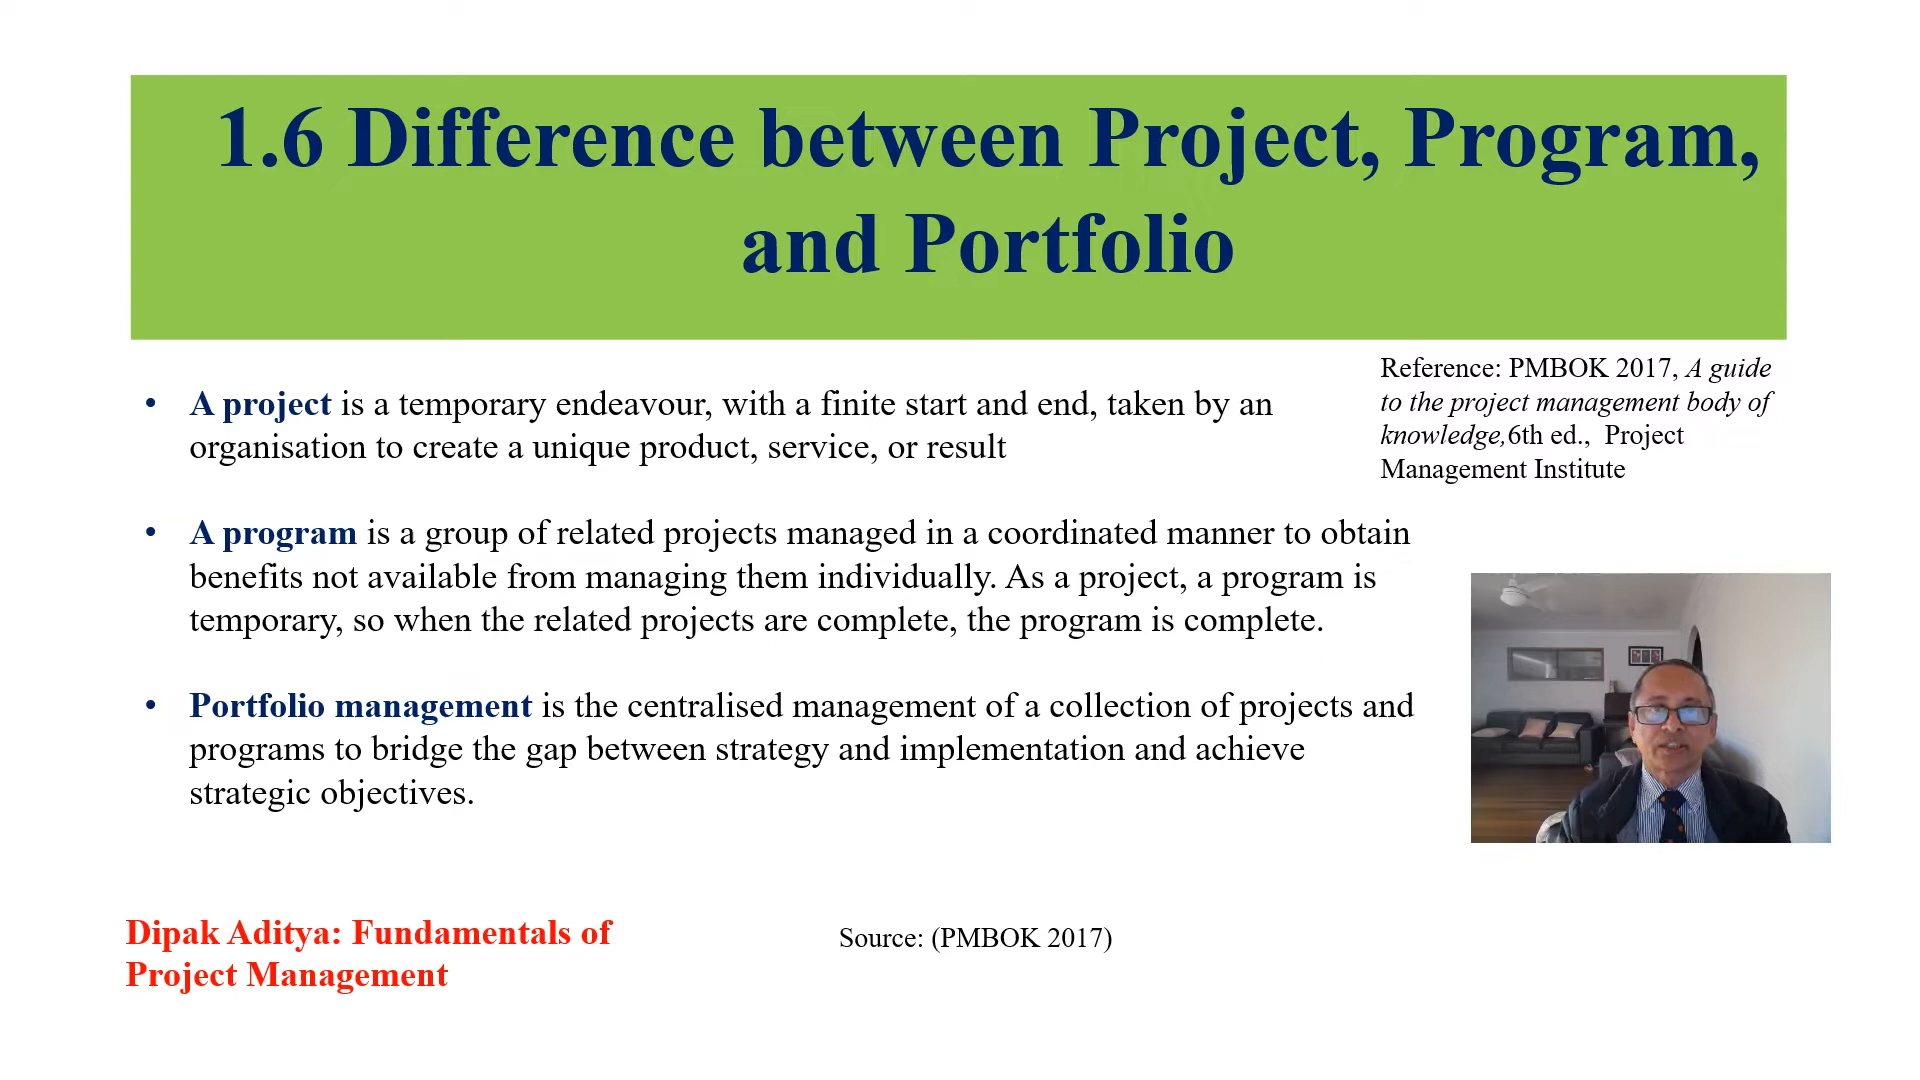 1.6 Difference between Project, Program,
and Portfolio
Reference: PMBOK 2017, A guide
to the project management body of
knowledge,6th ed., Project
Management Institute
• A project is a temporary endeavour, with a finite start and end, taken by an
organisation to create a unique product, service, or result
• A program is a group of related projects managed in a coordinated manner to obtain
benefits not available from managing them individually. As a project, a program is
temporary, so when the related projects are complete, the program is complete.
• Portfolio management is the centralised management of a collection of projects and
programs to bridge the gap between strategy and implementation and achieve
strategic objectives.
Dipak Aditya: Fundamentals of
Project Management
Source: (PMBOK 2017)